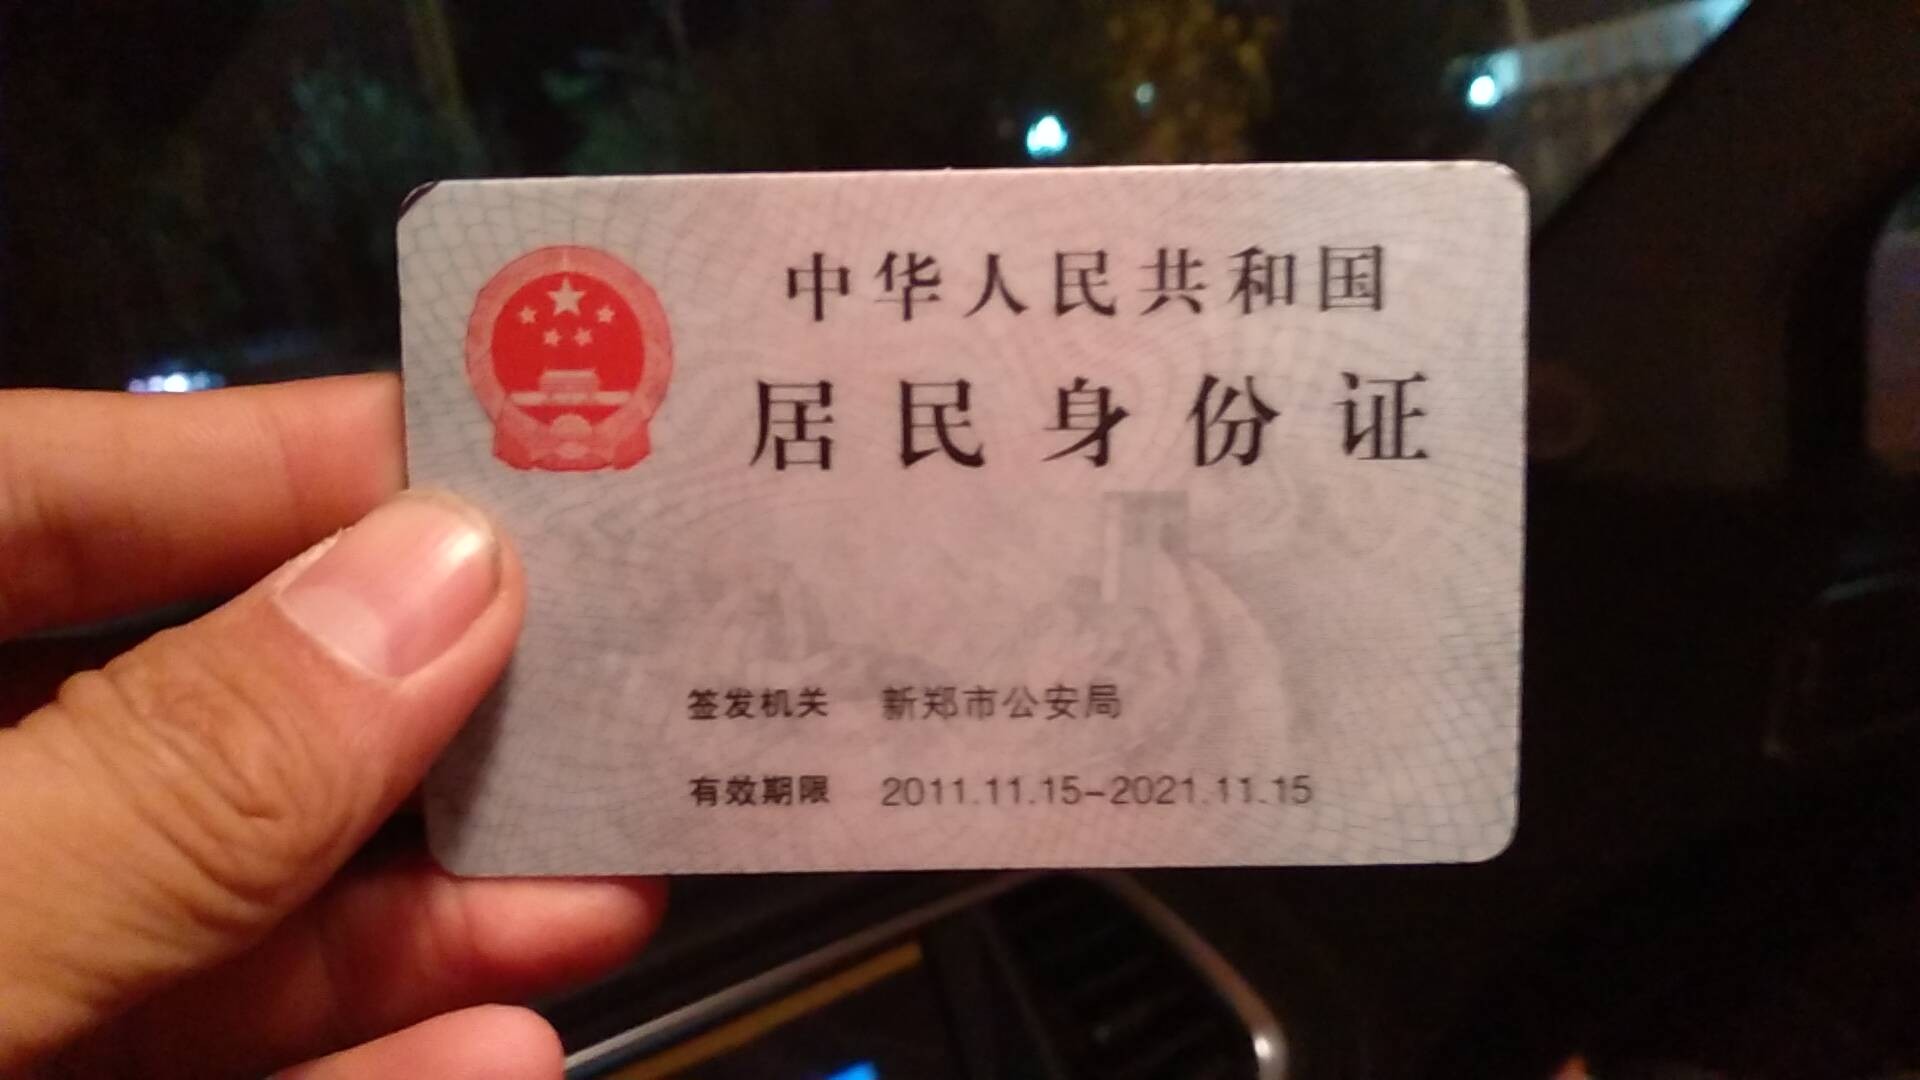 中华人民共和国
居民身份证
签发机关 新郑市公安局
有效期限 2011.11.15-2021.11.15